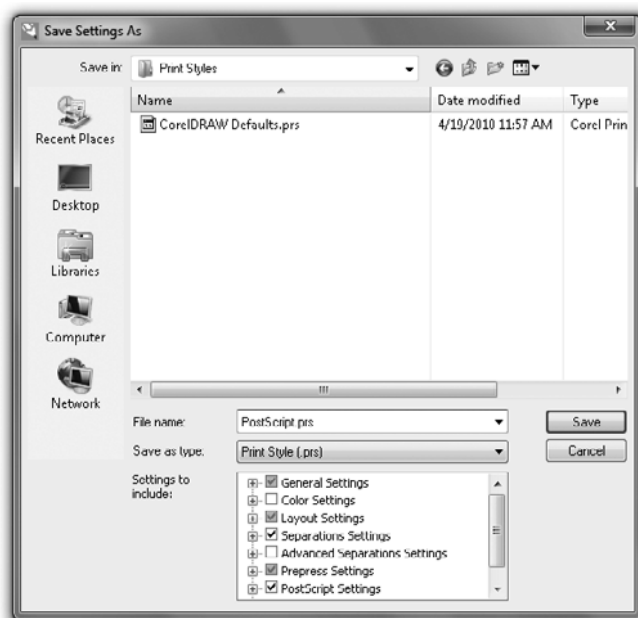 Save Settings As
Save in: Print Styles
Name Date modified Type
CorelDRAW Defaults.prs 4/19/2010 11:57 AM Corel Prin
Recent Places
Desktop
Libraries
Computer
Network
File name: PostScript.prs Save
Save as type: Print Style (.prs) Cancel
Settings to
include:
General Settings
Color Settings
Layout Settings
Separations Settings
Advanced Separations Settings
Prepress Settings
PostScript Settings